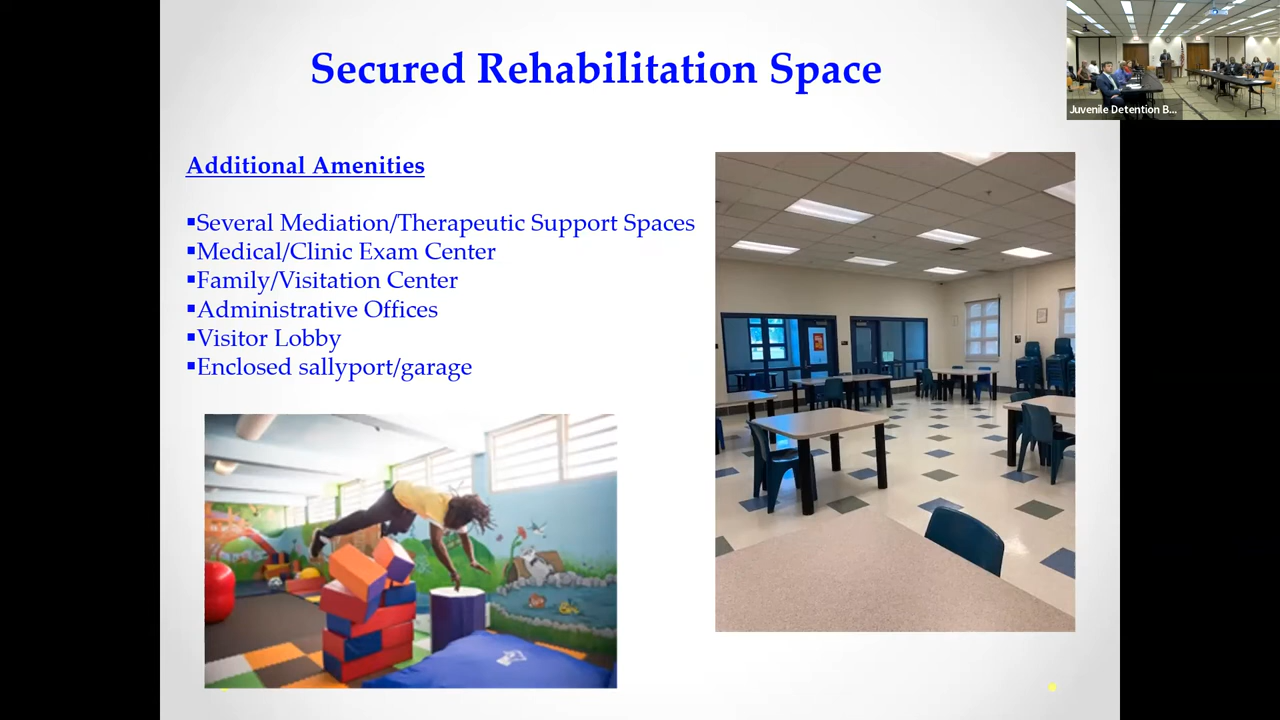 Secured Rehabilitation Space
Juvenile Detention B...
Additional Amenities
▪Several Mediation/Therapeutic Support Spaces
▪Medical/Clinic Exam Center
▪Family/Visitation Center
▪Administrative Offices
▪Visitor Lobby
▪Enclosed sallyport/garage